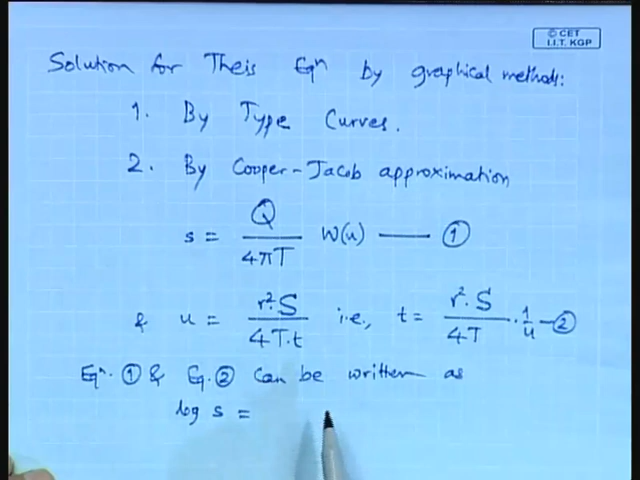 © CET
I.I.T. KGP
Solution for Theis Eqⁿ by graphical methods:
1. By Type Curves.
2. By Cooper-Jacob approximation
s = Q / 4πT W(u) —— ①
& u = r².S / 4T.t i.e., t = r².S / 4T . 1/u — ②
Eqⁿ. ① & Eq. ② can be written as
log s =